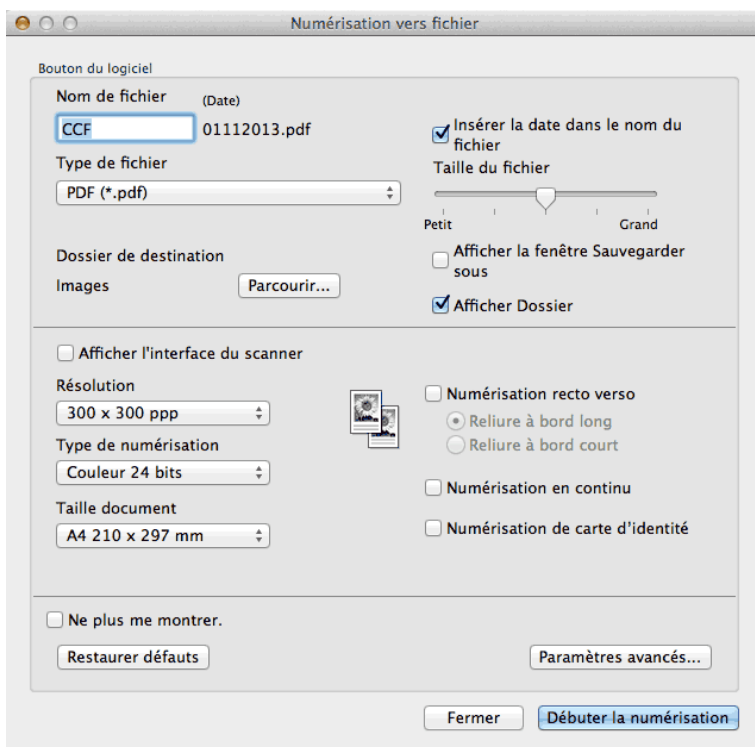 Numérisation vers fichier
Bouton du logiciel
Nom de fichier
(Date)
CCF
01112013.pdf
Insérer la date dans le nom du
fichier
Type de fichier
PDF (*.pdf)
Taille du fichier
Petit
Grand
Dossier de destination
Images
Parcourir...
Afficher la fenêtre Sauvegarder
sous
Afficher Dossier
Afficher l'interface du scanner
Résolution
300 x 300 ppp
Type de numérisation
Couleur 24 bits
Taille document
A4 210 x 297 mm
Numérisation recto verso
Reliure à bord long
Reliure à bord court
Numérisation en continu
Numérisation de carte d’identité
Ne plus me montrer.
Restaurer défauts
Paramètres avancés...
Fermer
Débuter la numérisation